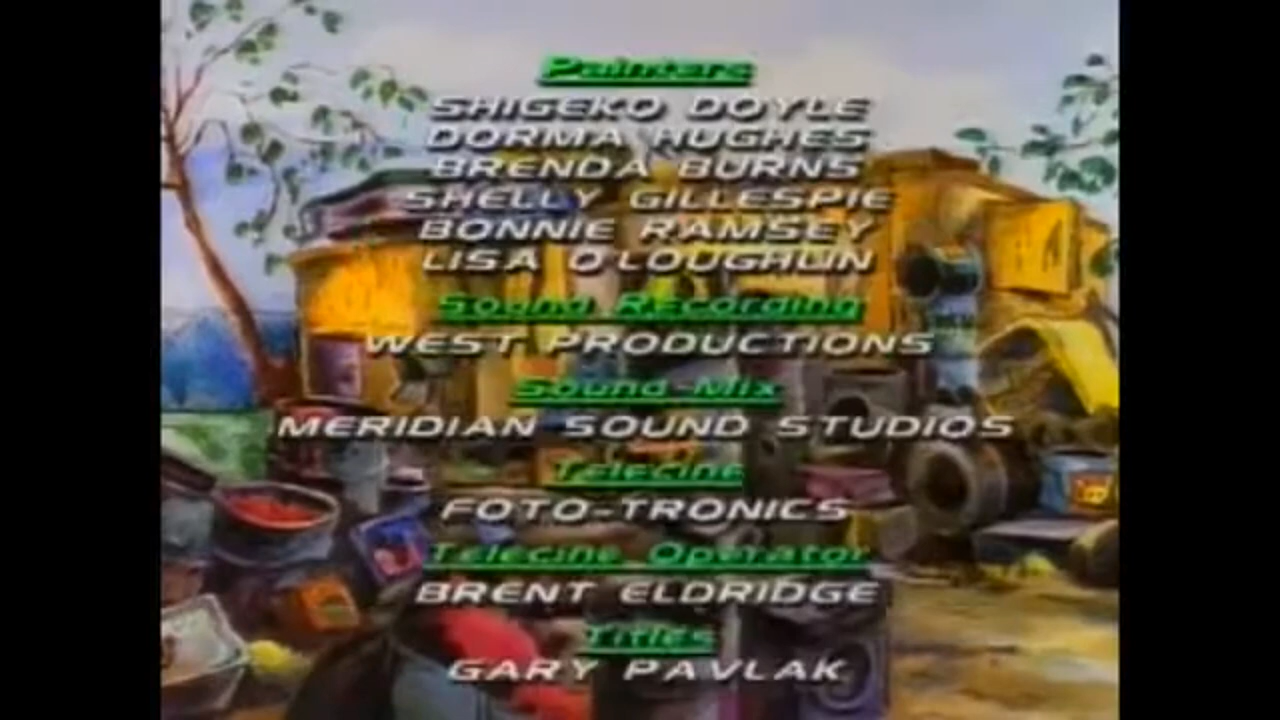 Painters
SHIGEKO DOYLE
DORMA HUGHES
BRENDA BURNS
SHELLY GILLESPIE
BONNIE RAMSEY
LISA O'LOUGHLIN
Sound Recording
WEST PRODUCTIONS
Sound Mix
MERIDIAN SOUND STUDIOS
Telecine
FOTO-TRONICS
Telecine Operator
BRENT ELDRIDGE
Titles
GARY PAVLAK